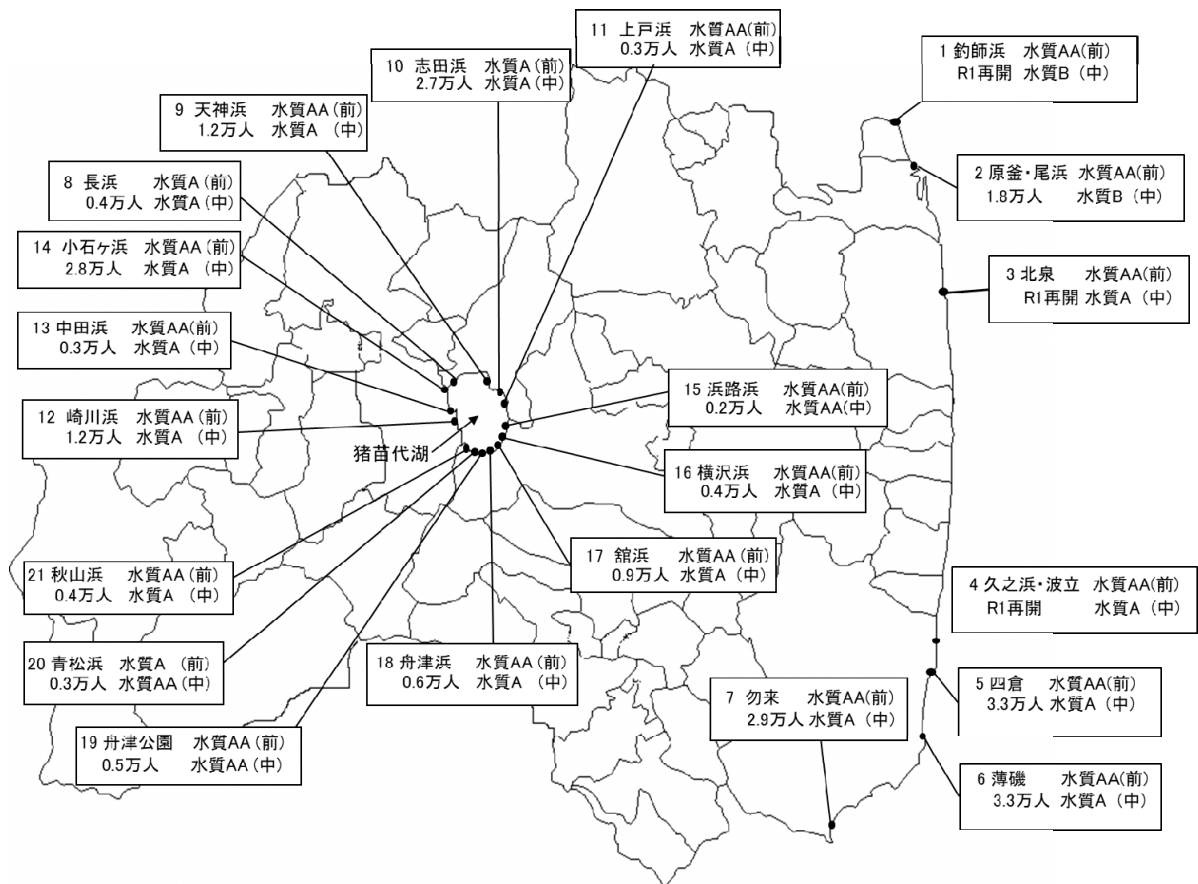 11 上戸浜 水質AA(前)
0.3万人 水質A (中)
10 志田浜 水質A (前)
2.7万人 水質A (中)
9 天神浜 水質AA(前)
1.2万人 水質A (中)
8 長浜 水質A (前)
0.4万人 水質A (中)
14 小石ヶ浜 水質AA(前)
2.8万人 水質A (中)
13 中田浜 水質AA(前)
0.3万人 水質A (中)
12 崎川浜 水質AA(前)
1.2万人 水質A (中)
猪苗代湖
21 秋山浜 水質AA(前)
0.4万人 水質A (中)
20 青松浜 水質A (前)
0.3万人 水質AA(中)
19 舟津公園 水質AA(前)
0.5万人 水質AA(中)
18 舟津浜 水質AA(前)
0.6万人 水質A (中)
17 舘浜 水質AA(前)
0.9万人 水質A (中)
16 横沢浜 水質AA(前)
0.4万人 水質A (中)
15 浜路浜 水質AA(前)
0.2万人 水質AA(中)
1 釣師浜 水質AA(前)
R1再開 水質B (中)
2 原釜・尾浜 水質AA(前)
1.8万人 水質B (中)
3 北泉 水質AA(前)
R1再開 水質A (中)
4 久之浜・波立 水質AA(前)
R1再開 水質A (中)
5 四倉 水質AA(前)
3.3万人 水質A (中)
6 薄磯 水質AA(前)
3.3万人 水質A (中)
7 勿来 水質AA(前)
2.9万人 水質A (中)